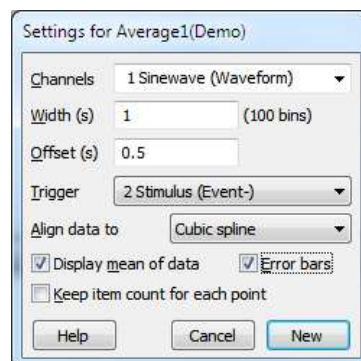 Settings for Average1(Demo)
Channels 1 Sinewave (Waveform)
Width (s) 1 (100 bins)
Offset (s) 0.5
Trigger 2 Stimulus (Event-)
Align data to Cubic spline
Display mean of data Error bars
Keep item count for each point
Help Cancel New